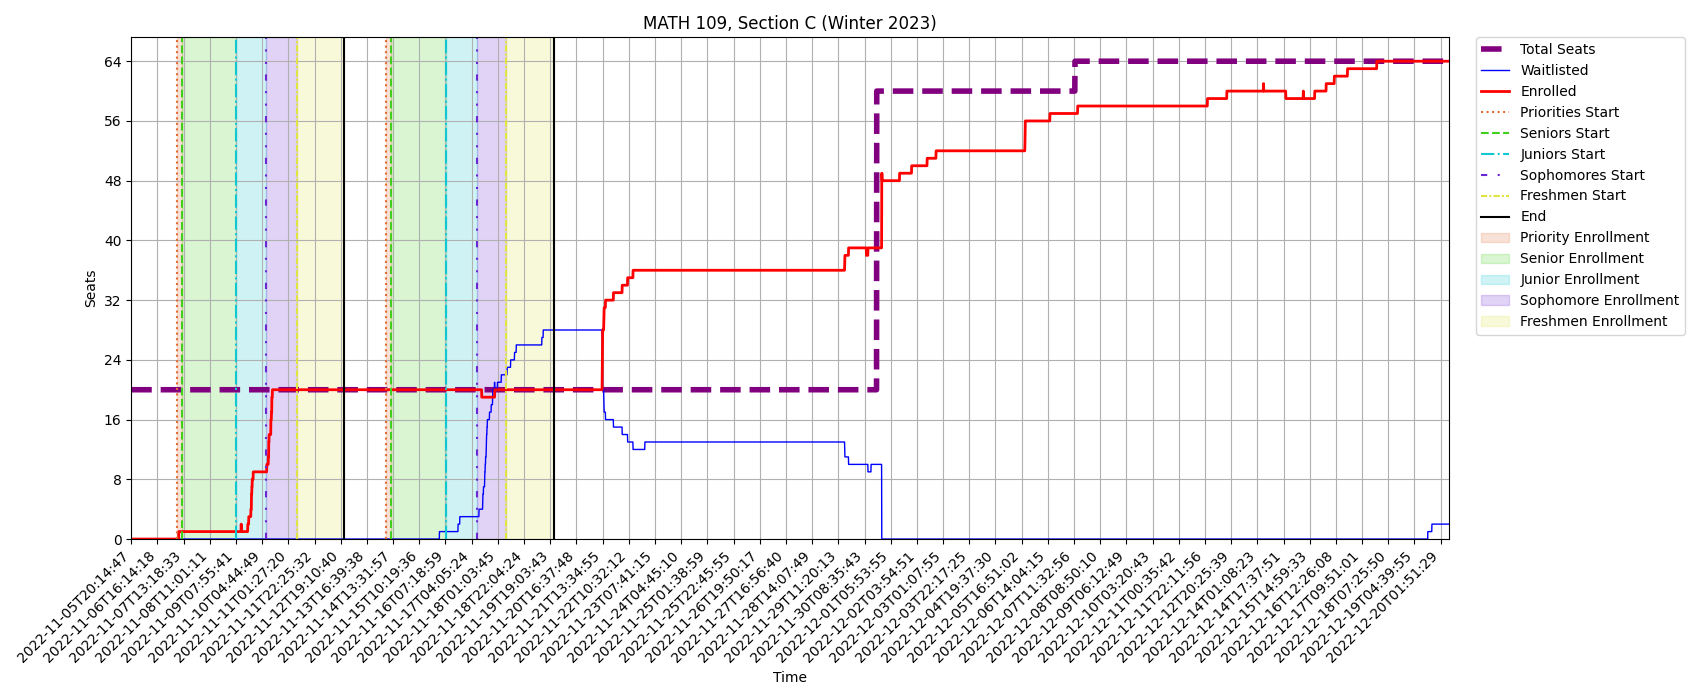 MATH 109, Section C (Winter 2023)
Seats
64
56
48
40
32
24
16
8
0
2022-11-05T20:14:47
2022-11-06T16:14:18
2022-11-07T13:18:33
2022-11-08T11:01:11
2022-11-09T07:55:41
2022-11-10T04:44:49
2022-11-11T01:27:20
2022-11-11T22:25:32
2022-11-12T19:10:40
2022-11-13T16:39:38
2022-11-14T13:31:57
2022-11-15T10:19:36
2022-11-16T07:18:59
2022-11-17T04:05:24
2022-11-18T01:03:45
2022-11-18T22:04:24
2022-11-19T19:03:43
2022-11-20T16:37:48
2022-11-21T13:34:55
2022-11-22T10:32:12
2022-11-23T07:41:15
2022-11-24T04:45:10
2022-11-25T01:38:59
2022-11-25T22:45:55
2022-11-26T19:50:17
2022-11-27T16:56:40
2022-11-28T14:07:49
2022-11-29T11:20:13
2022-11-30T08:35:43
2022-12-01T05:53:55
2022-12-02T03:54:51
2022-12-03T01:07:55
2022-12-03T22:17:25
2022-12-04T19:37:30
2022-12-05T16:51:02
2022-12-06T14:04:15
2022-12-07T11:32:56
2022-12-08T08:50:10
2022-12-09T06:12:49
2022-12-10T03:20:43
2022-12-11T00:35:42
2022-12-11T22:11:56
2022-12-12T20:25:39
2022-12-14T01:08:23
2022-12-14T17:37:51
2022-12-15T14:59:33
2022-12-16T12:26:08
2022-12-17T09:51:01
2022-12-18T07:25:50
2022-12-19T04:39:55
2022-12-20T01:51:29
Time
Total Seats
Waitlisted
Enrolled
Priorities Start
Seniors Start
Juniors Start
Sophomores Start
Freshmen Start
End
Priority Enrollment
Senior Enrollment
Junior Enrollment
Sophomore Enrollment
Freshmen Enrollment